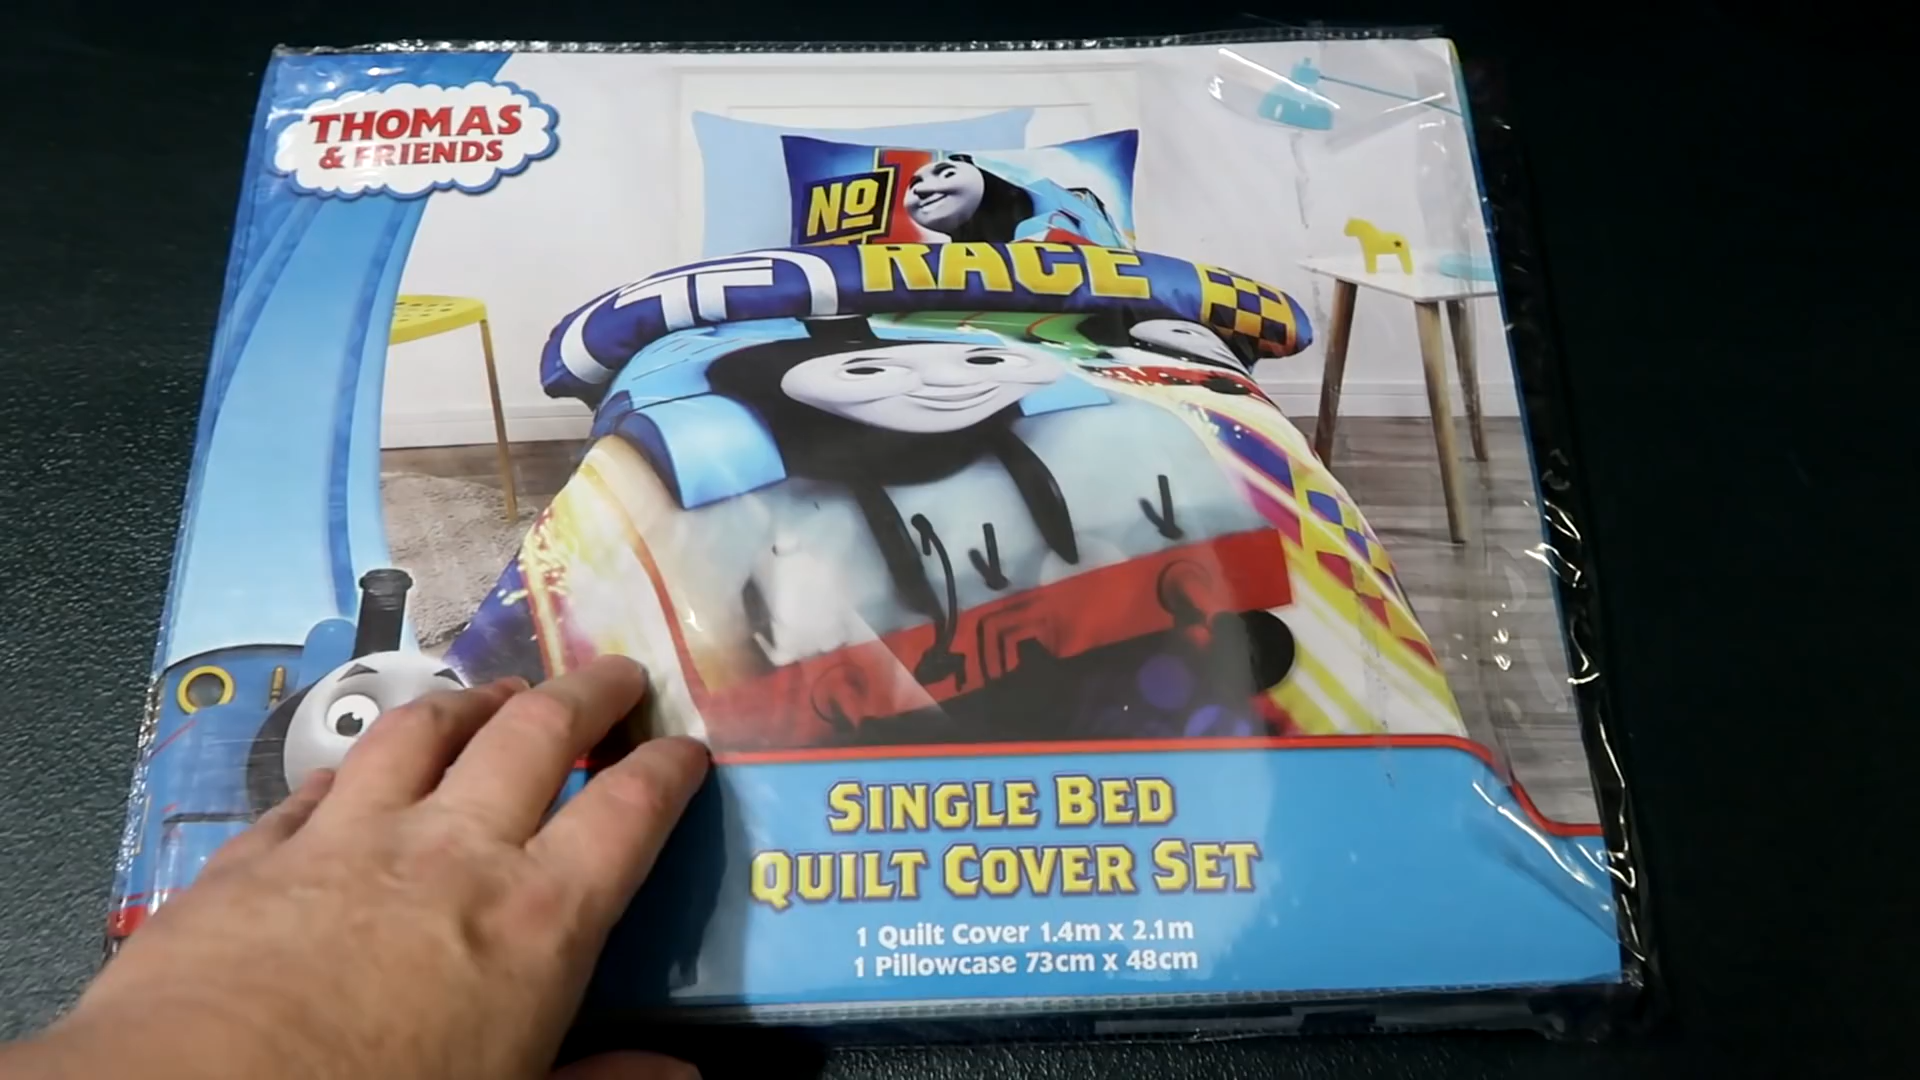 THOMAS
& FRIENDS
No
RACE
SINGLE BED
QUILT COVER SET
1 Quilt Cover 1.4m x 2.1m
1 Pillowcase 73cm x 48cm